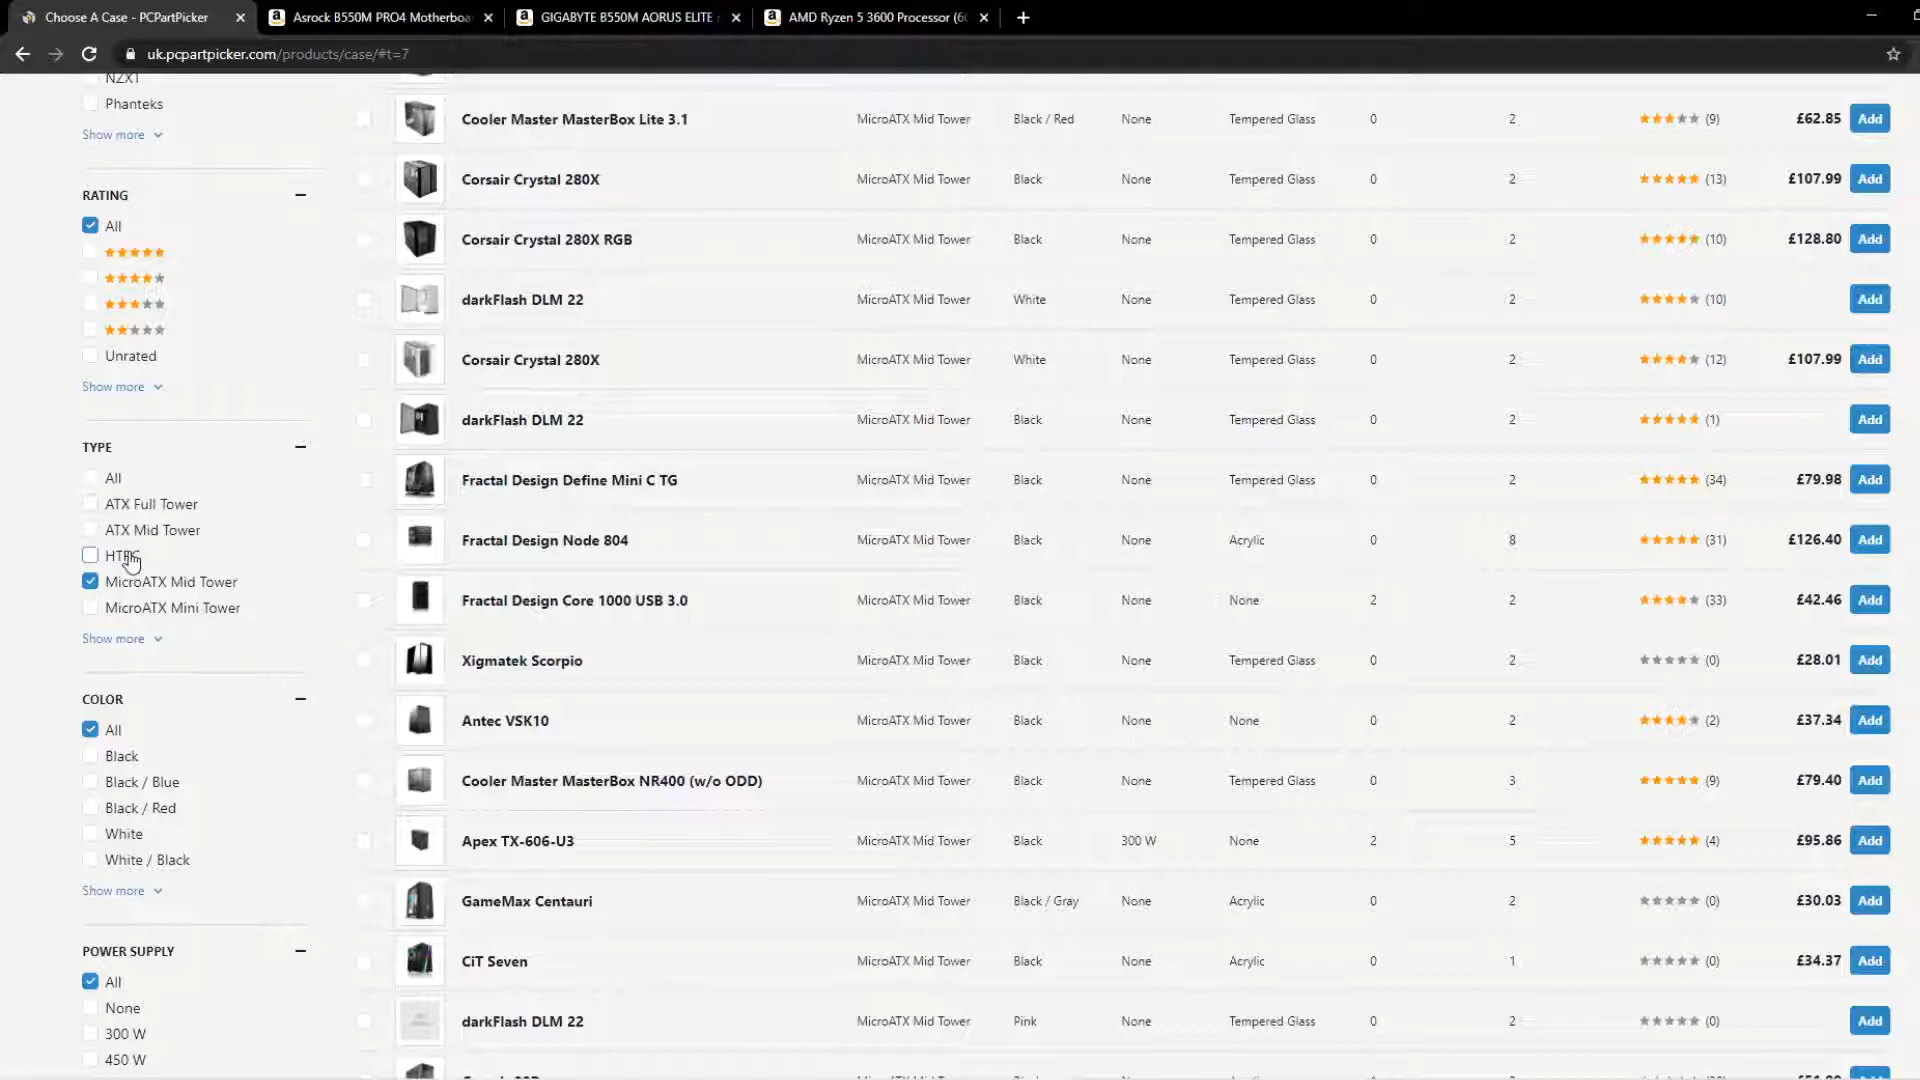 Choose A Case - PCPartPicker
Asrock B550M PRO4 Motherboa
GIGABYTE B550M AORUS ELITE
AMD Ryzen 5 3600 Processor (6C
uk.pcpartpicker.com/products/case/#t=7
NZXT
Phanteks
Show more
RATING
All
Unrated
Show more
TYPE
All
ATX Full Tower
ATX Mid Tower
HTPC
MicroATX Mid Tower
MicroATX Mini Tower
Show more
COLOR
All
Black
Black / Blue
Black / Red
White
White / Black
Show more
POWER SUPPLY
All
None
300 W
450 W
Cooler Master MasterBox Lite 3.1 MicroATX Mid Tower Black / Red None Tempered Glass 0 2 (9) £62.85 Add
Corsair Crystal 280X MicroATX Mid Tower Black None Tempered Glass 0 2 (13) £107.99 Add
Corsair Crystal 280X RGB MicroATX Mid Tower Black None Tempered Glass 0 2 (10) £128.80 Add
darkFlash DLM 22 MicroATX Mid Tower White None Tempered Glass 0 2 (10) Add
Corsair Crystal 280X MicroATX Mid Tower White None Tempered Glass 0 2 (12) £107.99 Add
darkFlash DLM 22 MicroATX Mid Tower Black None Tempered Glass 0 2 (1) Add
Fractal Design Define Mini C TG MicroATX Mid Tower Black None Tempered Glass 0 2 (34) £79.98 Add
Fractal Design Node 804 MicroATX Mid Tower Black None Acrylic 0 8 (31) £126.40 Add
Fractal Design Core 1000 USB 3.0 MicroATX Mid Tower Black None None 2 2 (33) £42.46 Add
Xigmatek Scorpio MicroATX Mid Tower Black None Tempered Glass 0 2 (0) £28.01 Add
Antec VSK10 MicroATX Mid Tower Black None None 0 2 (2) £37.34 Add
Cooler Master MasterBox NR400 (w/o ODD) MicroATX Mid Tower Black None Tempered Glass 0 3 (9) £79.40 Add
Apex TX-606-U3 MicroATX Mid Tower Black 300 W None 2 5 (4) £95.86 Add
GameMax Centauri MicroATX Mid Tower Black / Gray None Acrylic 0 2 (0) £30.03 Add
CiT Seven MicroATX Mid Tower Black None Acrylic 0 1 (0) £34.37 Add
darkFlash DLM 22 MicroATX Mid Tower Pink None Tempered Glass 0 2 (0) Add